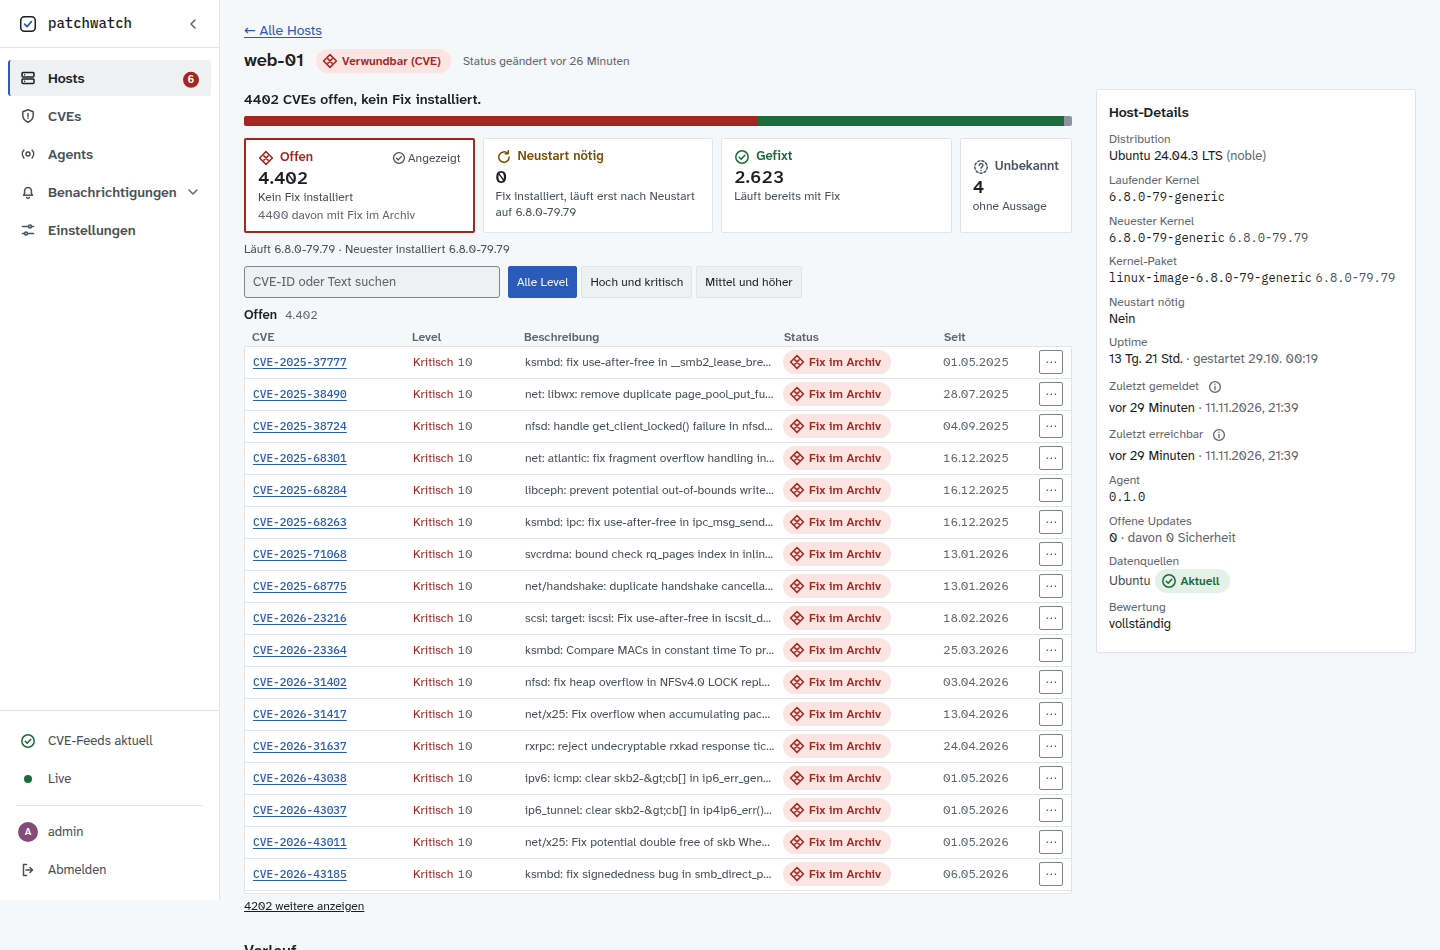 patchwatch
Hosts 6
CVEs
Agents
Benachrichtigungen
Einstellungen
CVE-Feeds aktuell
Live
A admin
Abmelden
← Alle Hosts
web-01 Verwundbar (CVE) Status geändert vor 26 Minuten
4402 CVEs offen, kein Fix installiert.
Offen Angezeigt
4.402
Kein Fix installiert
4400 davon mit Fix im Archiv
Neustart nötig
0
Fix installiert, läuft erst nach Neustart
auf 6.8.0-79.79
Gefixt
2.623
Läuft bereits mit Fix
Unbekannt
4
ohne Aussage
Läuft 6.8.0-79.79 · Neuester installiert 6.8.0-79.79
CVE-ID oder Text suchen Alle Level Hoch und kritisch Mittel und höher
Offen 4.402
CVE Level Beschreibung Status Seit
CVE-2025-37777 Kritisch 10 ksmbd: fix use-after-free in __smb2_lease_bre... Fix im Archiv 01.05.2025 ...
CVE-2025-38490 Kritisch 10 net: libwx: remove duplicate page_pool_put_fu... Fix im Archiv 28.07.2025 ...
CVE-2025-38724 Kritisch 10 nfsd: handle get_client_locked() failure in nfsd... Fix im Archiv 04.09.2025 ...
CVE-2025-68301 Kritisch 10 net: atlantic: fix fragment overflow handling in... Fix im Archiv 16.12.2025 ...
CVE-2025-68284 Kritisch 10 libceph: prevent potential out-of-bounds write... Fix im Archiv 16.12.2025 ...
CVE-2025-68263 Kritisch 10 ksmbd: ipc: fix use-after-free in ipc_msg_send... Fix im Archiv 16.12.2025 ...
CVE-2025-71068 Kritisch 10 svcrdma: bound check rq_pages index in inlin... Fix im Archiv 13.01.2026 ...
CVE-2025-68775 Kritisch 10 net/handshake: duplicate handshake cancella... Fix im Archiv 13.01.2026 ...
CVE-2026-23216 Kritisch 10 scsi: target: iscsi: Fix use-after-free in iscsit_d... Fix im Archiv 18.02.2026 ...
CVE-2026-23364 Kritisch 10 ksmbd: Compare MACs in constant time To pr... Fix im Archiv 25.03.2026 ...
CVE-2026-31402 Kritisch 10 nfsd: fix heap overflow in NFSv4.0 LOCK repl... Fix im Archiv 03.04.2026 ...
CVE-2026-31417 Kritisch 10 net/x25: Fix overflow when accumulating pac... Fix im Archiv 13.04.2026 ...
CVE-2026-31637 Kritisch 10 rxrpc: reject undecryptable rxkad response tic... Fix im Archiv 24.04.2026 ...
CVE-2026-43038 Kritisch 10 ipv6: icmp: clear skb2-&gt;cb[] in ip6_err_gen... Fix im Archiv 01.05.2026 ...
CVE-2026-43037 Kritisch 10 ip6_tunnel: clear skb2-&gt;cb[] in ip4ip6_err()... Fix im Archiv 01.05.2026 ...
CVE-2026-43011 Kritisch 10 net/x25: Fix potential double free of skb Whe... Fix im Archiv 01.05.2026 ...
CVE-2026-43185 Kritisch 10 ksmbd: fix signededness bug in smb_direct_p... Fix im Archiv 06.05.2026 ...
4202 weitere anzeigen
Verlauf
Host-Details
Distribution
Ubuntu 24.04.3 LTS (noble)
Laufender Kernel
6.8.0-79-generic
Neuester Kernel
6.8.0-79-generic 6.8.0-79.79
Kernel-Paket
linux-image-6.8.0-79-generic 6.8.0-79.79
Neustart nötig
Nein
Uptime
13 Tg. 21 Std. · gestartet 29.10. 00:19
Zuletzt gemeldet
vor 29 Minuten · 11.11.2026, 21:39
Zuletzt erreichbar
vor 29 Minuten · 11.11.2026, 21:39
Agent
0.1.0
Offene Updates
0 · davon 0 Sicherheit
Datenquellen
Ubuntu Aktuell
Bewertung
vollständig